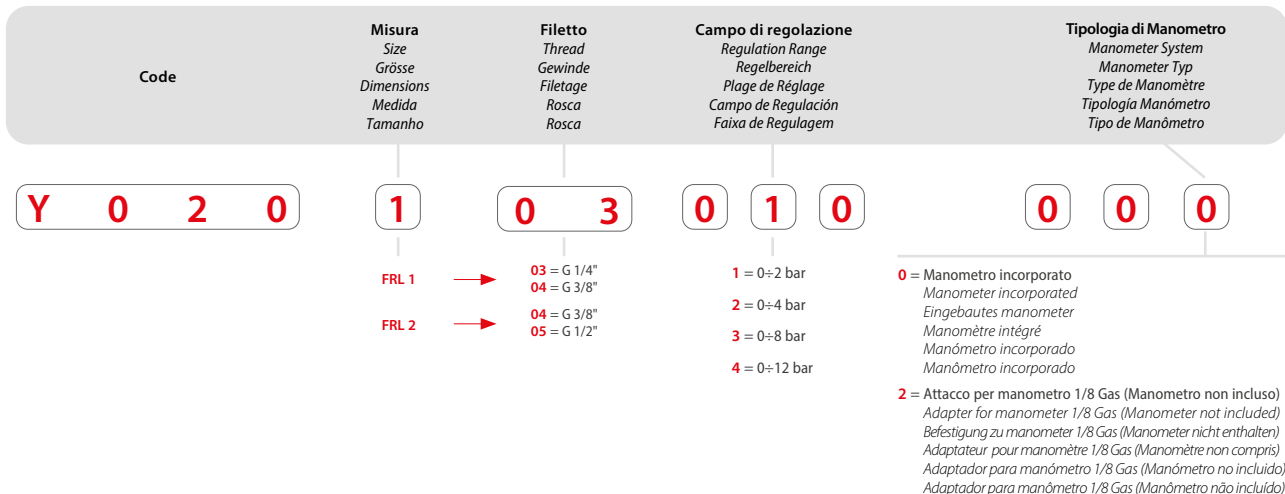 Code
Misura
Size
Grösse
Dimensions
Medida
Tamanho
Filetto
Thread
Gewinde
Filetage
Rosca
Rosca
Campo di regolazione
Regulation Range
Regelbereich
Plage de Réglage
Campo de Regulación
Faixa de Regulagem
Tipologia di Manometro
Manometer System
Manometer Typ
Type de Manomètre
Tipología Manómetro
Tipo de Manômetro
Y 0 2 0 1 0 3 0 1 0 0 0 0
FRL 1
03 = G 1/4"
04 = G 3/8"
FRL 2
04 = G 3/8"
05 = G 1/2"
1 = 0÷2 bar
2 = 0÷4 bar
3 = 0÷8 bar
4 = 0÷12 bar
0 = Manometro incorporato
Manometer incorporated
Eingebautes manometer
Manomètre intégré
Manómetro incorporado
Manômetro incorporado
2 = Attacco per manometro 1/8 Gas (Manometro non incluso)
Adapter for manometer 1/8 Gas (Manometer not included)
Befestigung zu manometer 1/8 Gas (Manometer nicht enthalten)
Adaptateur pour manomètre 1/8 Gas (Manomètre non compris)
Adaptador para manómetro 1/8 Gas (Manómetro no incluido)
Adaptador para manômetro 1/8 Gas (Manômetro não incluído)